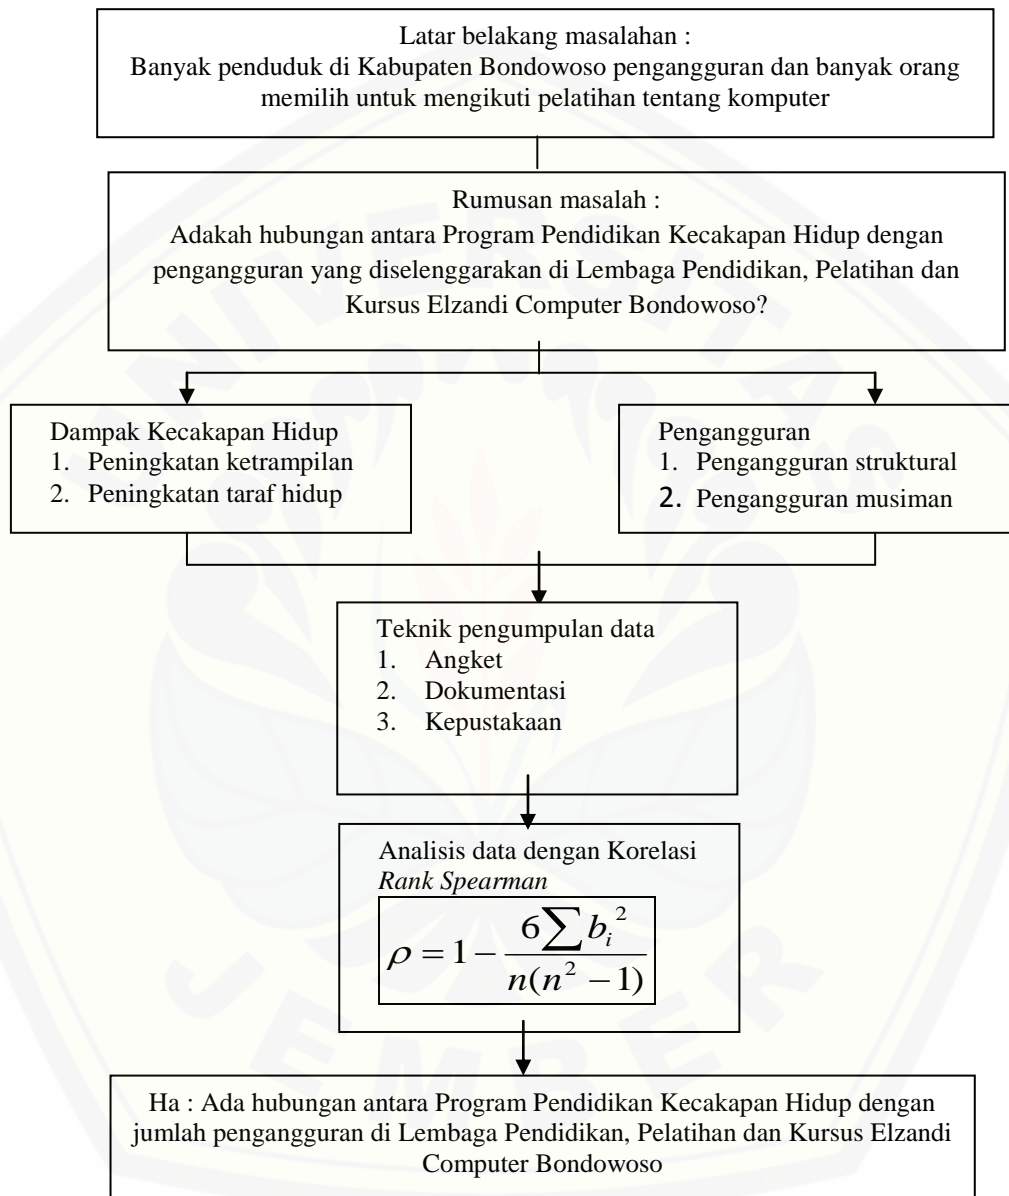 Latar belakang masalahan :
Banyak penduduk di Kabupaten Bondowoso pengangguran dan banyak orang
memilih untuk mengikuti pelatihan tentang komputer
Rumusan masalah :
Adakah hubungan antara Program Pendidikan Kecakapan Hidup dengan
pengangguran yang diselenggarakan di Lembaga Pendidikan, Pelatihan dan
Kursus Elzandi Computer Bondowoso?
Dampak Kecakapan Hidup
1. Peningkatan ketrampilan
2. Peningkatan taraf hidup
Pengangguran
1. Pengangguran struktural
2. Pengangguran musiman
Teknik pengumpulan data
1. Angket
2. Dokumentasi
3. Kepustakaan
Analisis data dengan Korelasi
Rank Spearman
ρ = 1 − 6∑b_i² / n(n² − 1)
Ha : Ada hubungan antara Program Pendidikan Kecakapan Hidup dengan
jumlah pengangguran di Lembaga Pendidikan, Pelatihan dan Kursus Elzandi
Computer Bondowoso
UNIVERSITAS
JEMBER